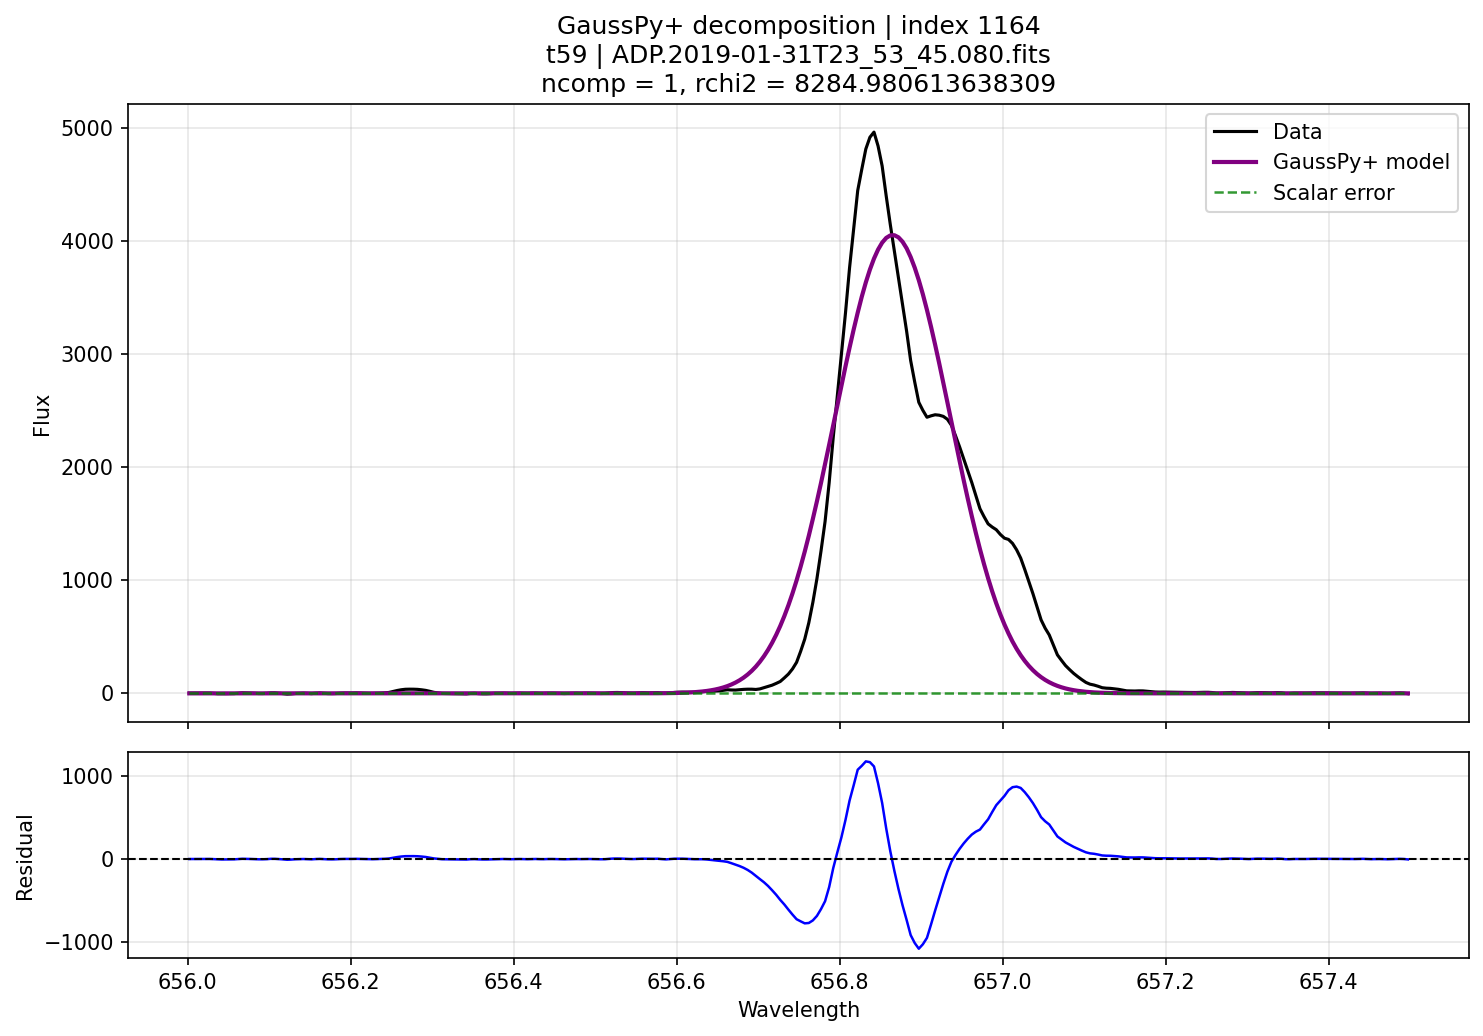 GaussPy+ decomposition | index 1164
t59 | ADP.2019-01-31T23_53_45.080.fits
ncomp = 1, rchi2 = 8284.980613638309
Data
GaussPy+ model
Scalar error
5000
4000
3000
2000
1000
0
Flux
1000
0
−1000
Residual
656.0 656.2 656.4 656.6 656.8 657.0 657.2 657.4
Wavelength